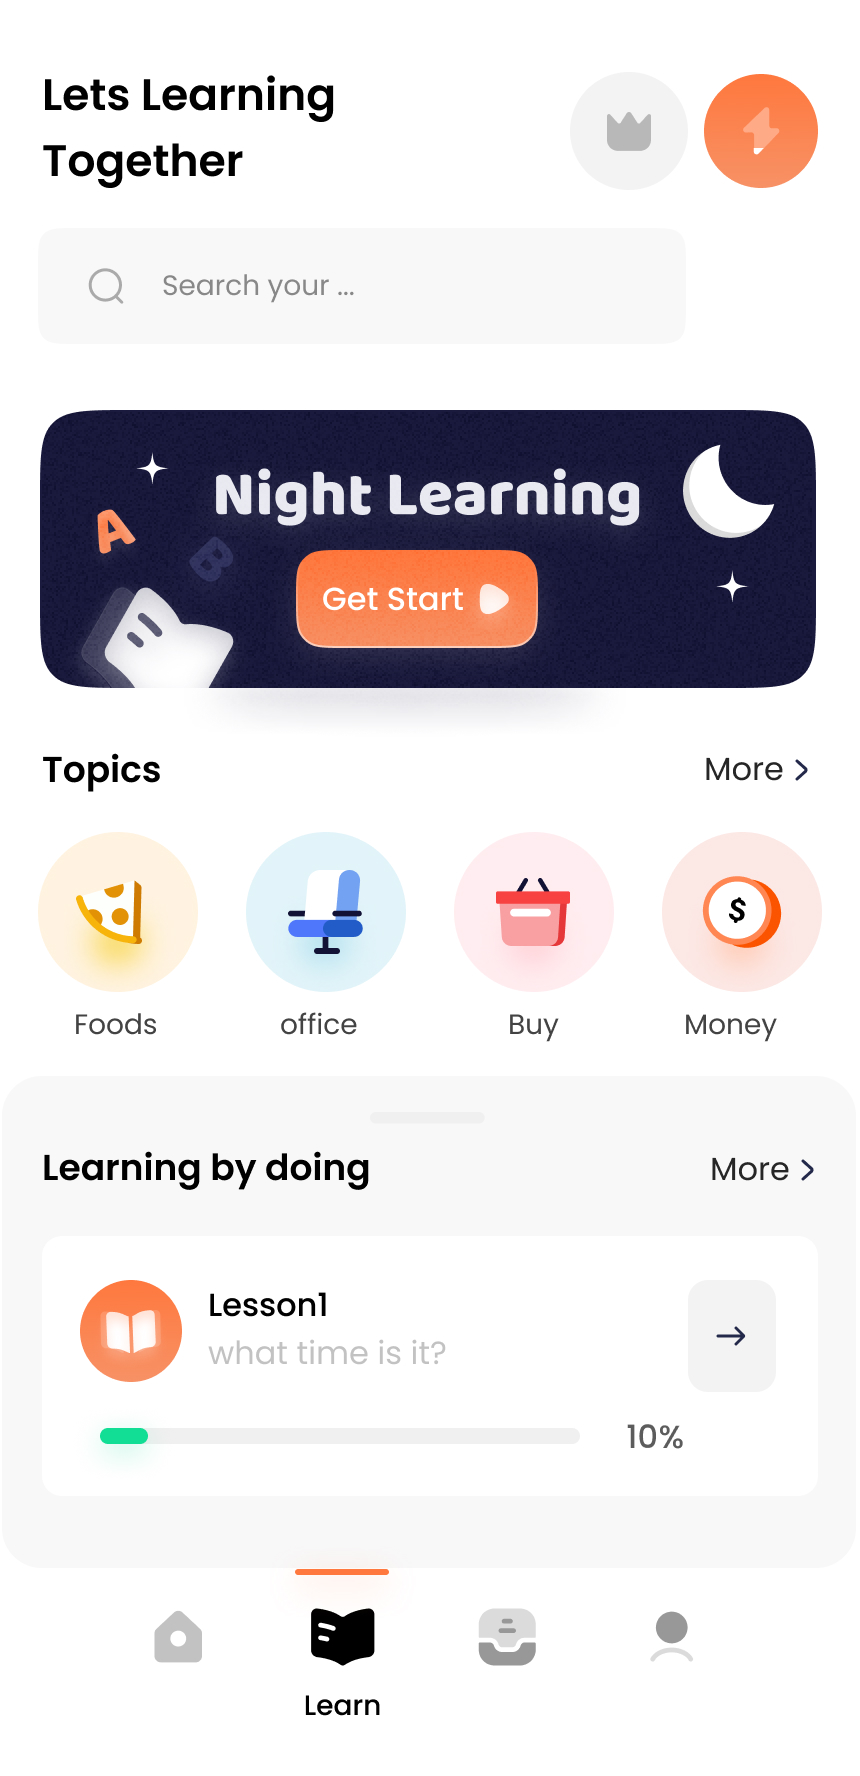 Lets Learning
Together
Search your ...
Night Learning
A
B
Get Start
Topics
More
$
Foods
office
Buy
Money
Learning by doing
More
Lesson1
what time is it?
10%
Learn